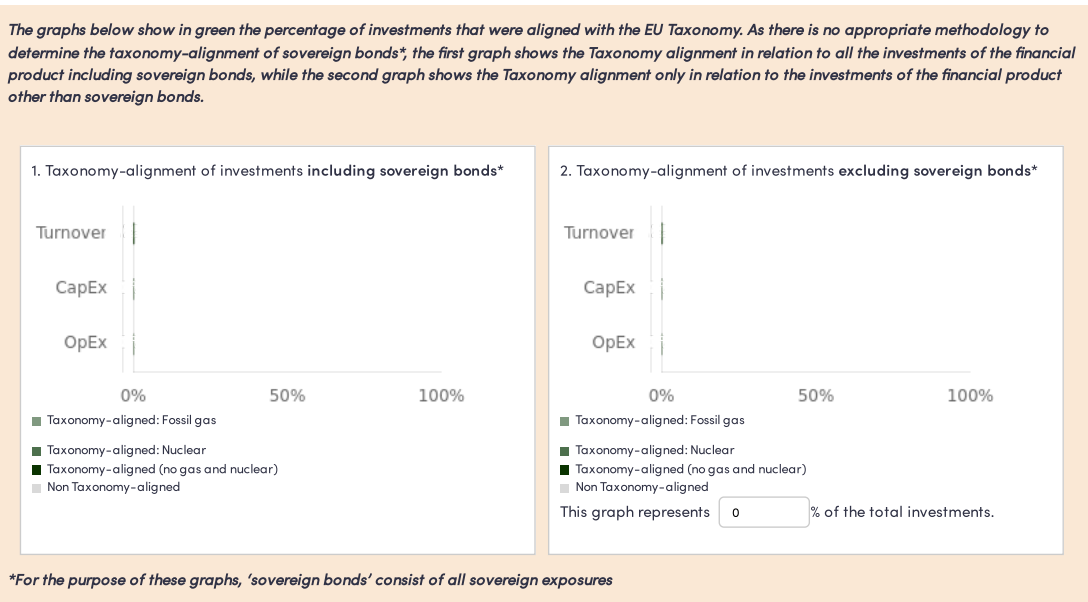 The graphs below show in green the percentage of investments that were aligned with the EU Taxonomy. As there is no appropriate methodology to
determine the taxonomy-alignment of sovereign bonds*, the first graph shows the Taxonomy alignment in relation to all the investments of the financial
product including sovereign bonds, while the second graph shows the Taxonomy alignment only in relation to the investments of the financial product
other than sovereign bonds.
1. Taxonomy-alignment of investments including sovereign bonds*
Turnover
CapEx
OpEx
0% 50% 100%
Taxonomy-aligned: Fossil gas
Taxonomy-aligned: Nuclear
Taxonomy-aligned (no gas and nuclear)
Non Taxonomy-aligned
2. Taxonomy-alignment of investments excluding sovereign bonds*
Turnover
CapEx
OpEx
0% 50% 100%
Taxonomy-aligned: Fossil gas
Taxonomy-aligned: Nuclear
Taxonomy-aligned (no gas and nuclear)
Non Taxonomy-aligned
This graph represents 0 % of the total investments.
*For the purpose of these graphs, ‘sovereign bonds’ consist of all sovereign exposures